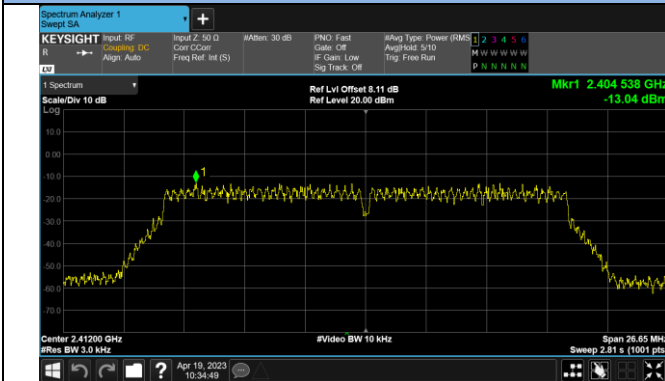 Spectrum Analyzer 1
Swept SA
+
KEYSIGHT Input: RF Input Z: 50 Ω #Atten: 30 dB PNO: Fast #Avg Type: Power (RMS 1 2 3 4 5 6
R Coupling: DC Corr CCorr Gate: Off Avg|Hold: 5/10 M W W W W W
Align: Auto Freq Ref: Int (S) IF Gain: Low Trig: Free Run
LXI Sig Track: Off P N N N N N
1 Spectrum Ref Lvl Offset 8.11 dB Mkr1 2.404 538 GHz
Scale/Div 10 dB Ref Level 20.00 dBm -13.04 dBm
Log
10.0
0.00
1
-10.0
-20.0
-30.0
-40.0
-50.0
-60.0
-70.0
Center 2.41200 GHz #Video BW 10 kHz Span 26.65 MHz
#Res BW 3.0 kHz Sweep 2.81 s (1001 pts
? Apr 19, 2023
10:34:49